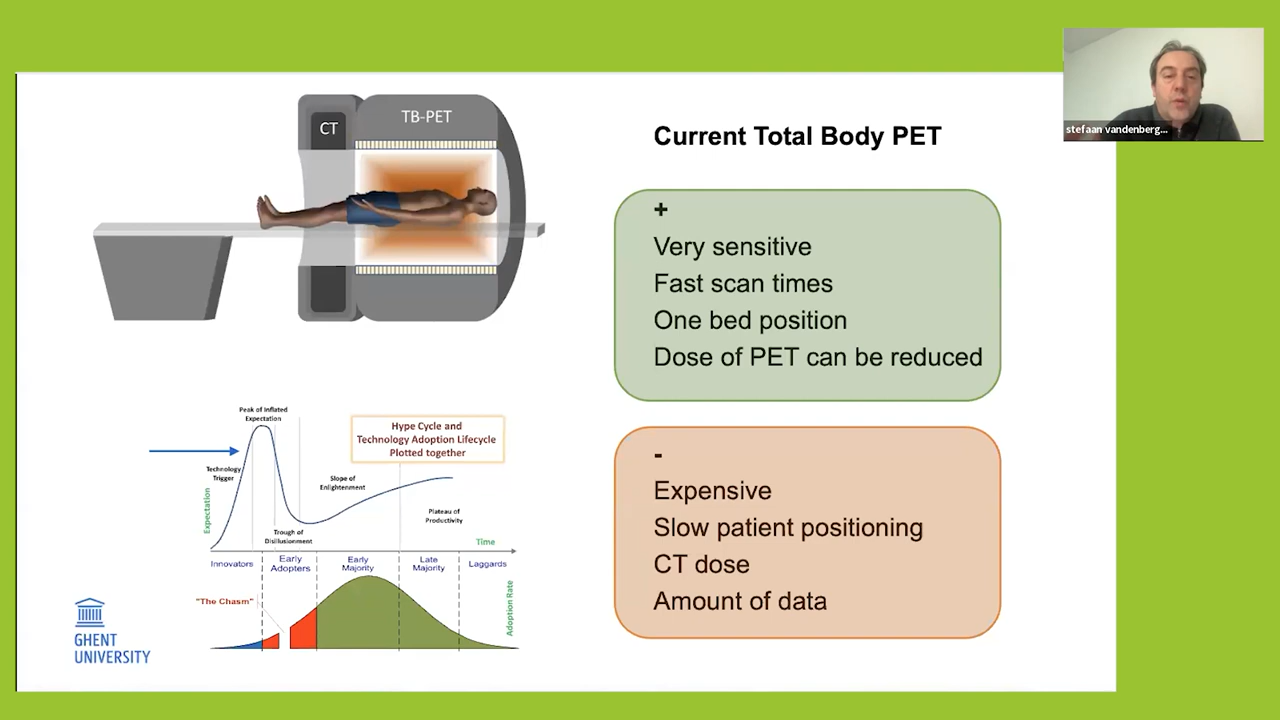 CT
TB-PET
Current Total Body PET
stefaan vandenberg...
+
Very sensitive
Fast scan times
One bed position
Dose of PET can be reduced
-
Expensive
Slow patient positioning
CT dose
Amount of data
Peak of Inflated
Expectation
Hype Cycle and
Technology Adoption Lifecycle
Plotted together
Technology
Trigger
Slope of
Enlightenment
Expectation
Plateau of
Productivity
Trough of
Disillusionment
Time
Innovators
Early
Adopters
Early
Majority
Late
Majority
Laggards
"The Chasm"
Adoption Rate
GHENT
UNIVERSITY